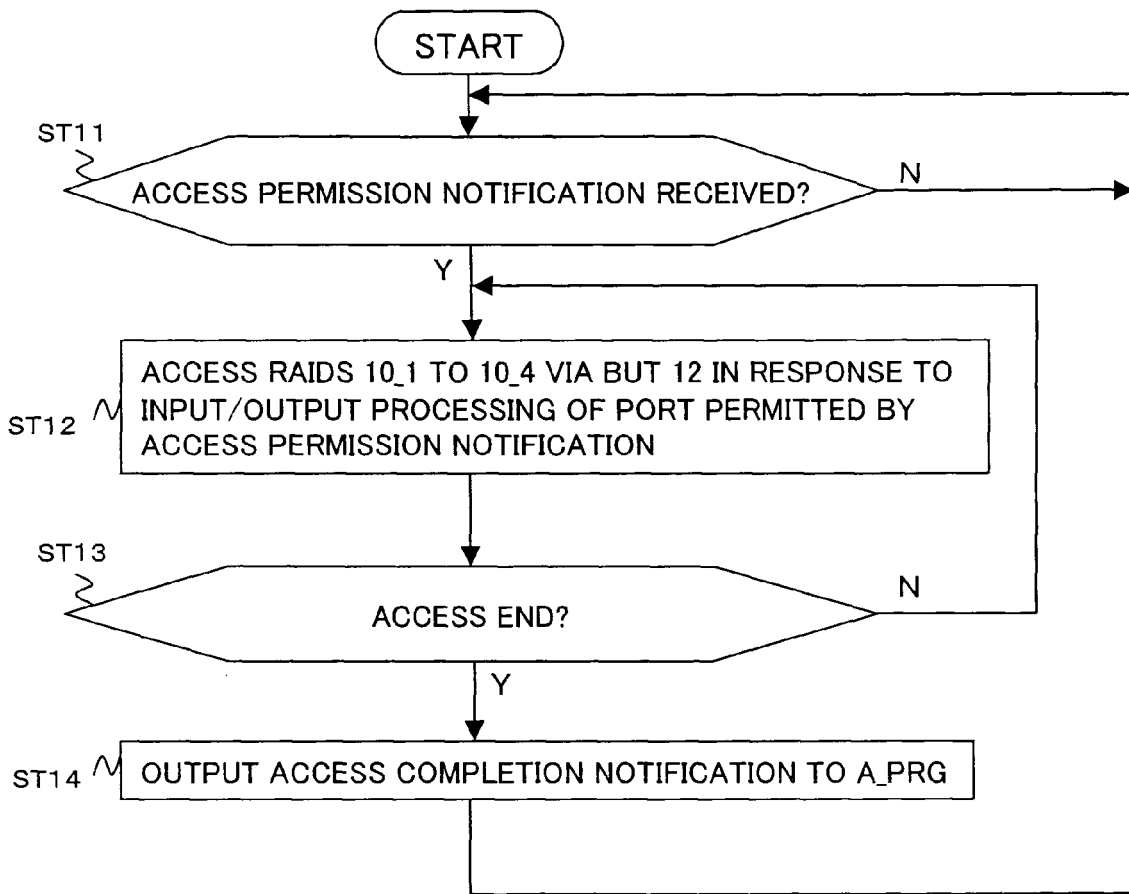 START
ST11
ACCESS PERMISSION NOTIFICATION RECEIVED?
N
Y
ACCESS RAIDS 10_1 TO 10_4 VIA BUT 12 IN RESPONSE TO
INPUT/OUTPUT PROCESSING OF PORT PERMITTED BY
ACCESS PERMISSION NOTIFICATION
ST12
ST13
ACCESS END?
N
Y
ST14
OUTPUT ACCESS COMPLETION NOTIFICATION TO A_PRG